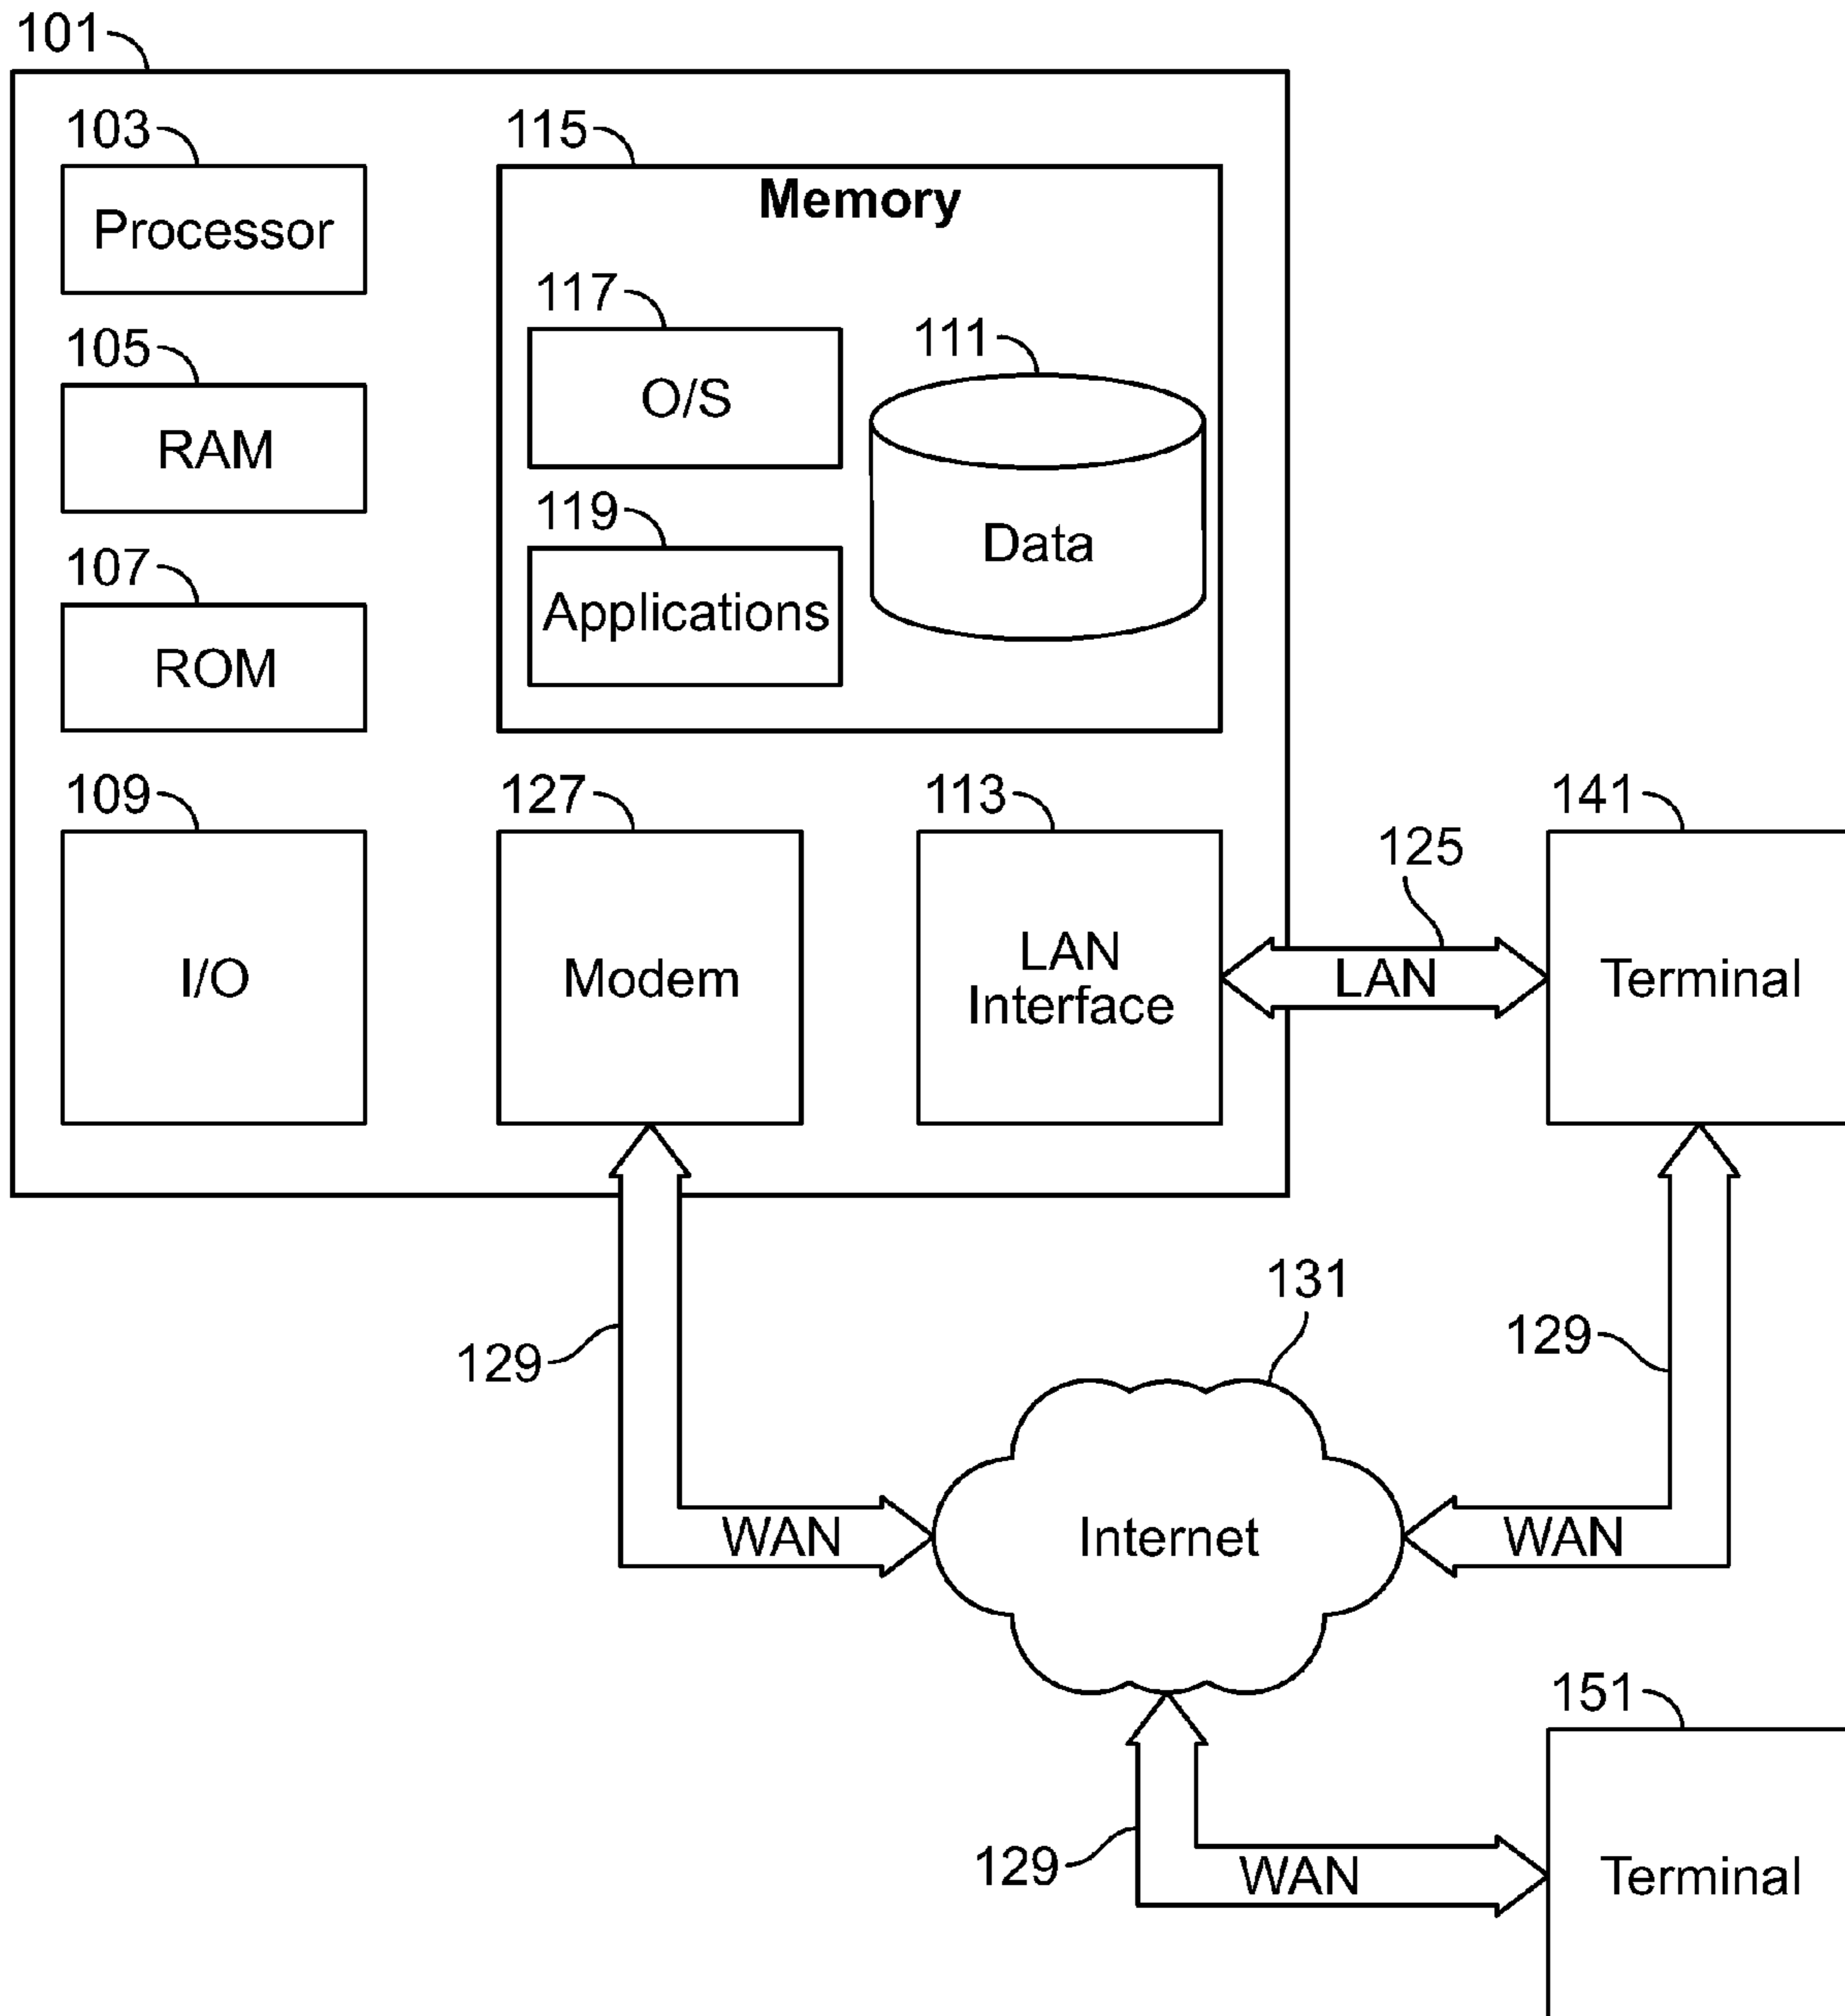 101
103
Processor
105
RAM
107
ROM
109
I/O
115
Memory
117
O/S
111
Data
119
Applications
127
Modem
113
LAN
Interface
125
LAN
141
Terminal
129
WAN
131
Internet
129
WAN
129
WAN
151
Terminal